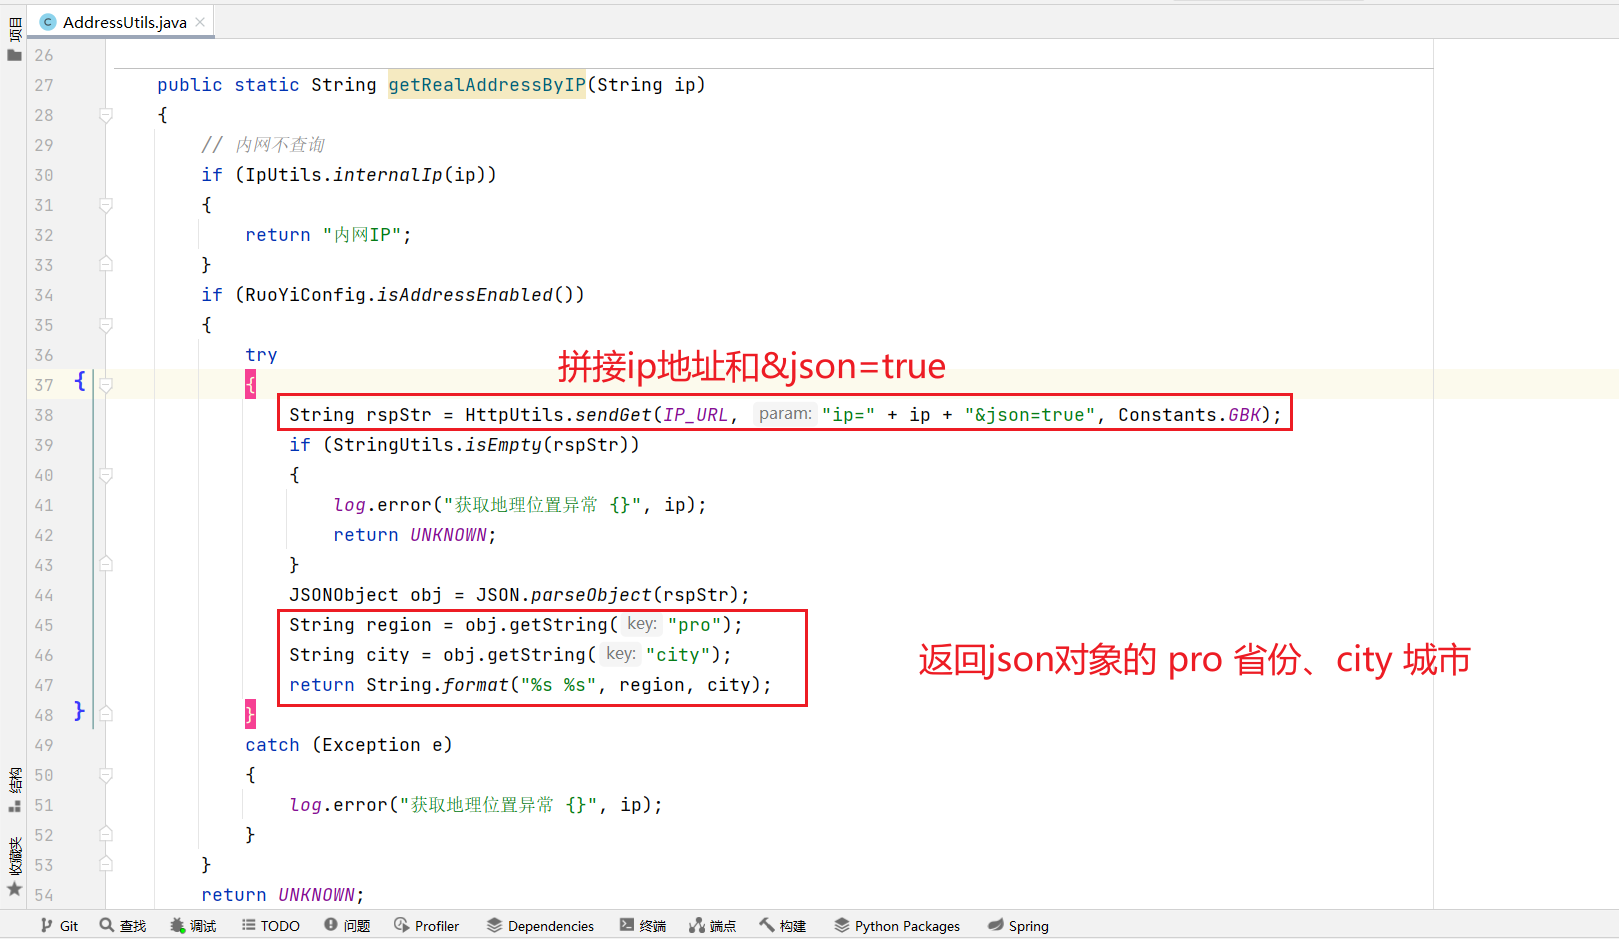 项目
AddressUtils.java
26
27 public static String getRealAddressByIP(String ip)
28 {
29 // 内网不查询
30 if (IpUtils.internalIp(ip))
31 {
32 return "内网IP";
33 }
34 if (RuoYiConfig.isAddressEnabled())
35 {
36 try
拼接ip地址和&json=true
37 {
38 String rspStr = HttpUtils.sendGet(IP_URL, param: "ip=" + ip + "&json=true", Constants.GBK);
39 if (StringUtils.isEmpty(rspStr))
40 {
41 log.error("获取地理位置异常 {}", ip);
42 return UNKNOWN;
43 }
44 JSONObject obj = JSON.parseObject(rspStr);
45 String region = obj.getString( key: "pro");
46 String city = obj.getString( key: "city");
返回json对象的 pro 省份、city 城市
47 return String.format("%s %s", region, city);
48 }
49 catch (Exception e)
50 {
51 log.error("获取地理位置异常 {}", ip);
52 }
53 }
54 return UNKNOWN;
结构
收藏夹
Git 查找 调试 TODO 问题 Profiler Dependencies 终端 端点 构建 Python Packages Spring